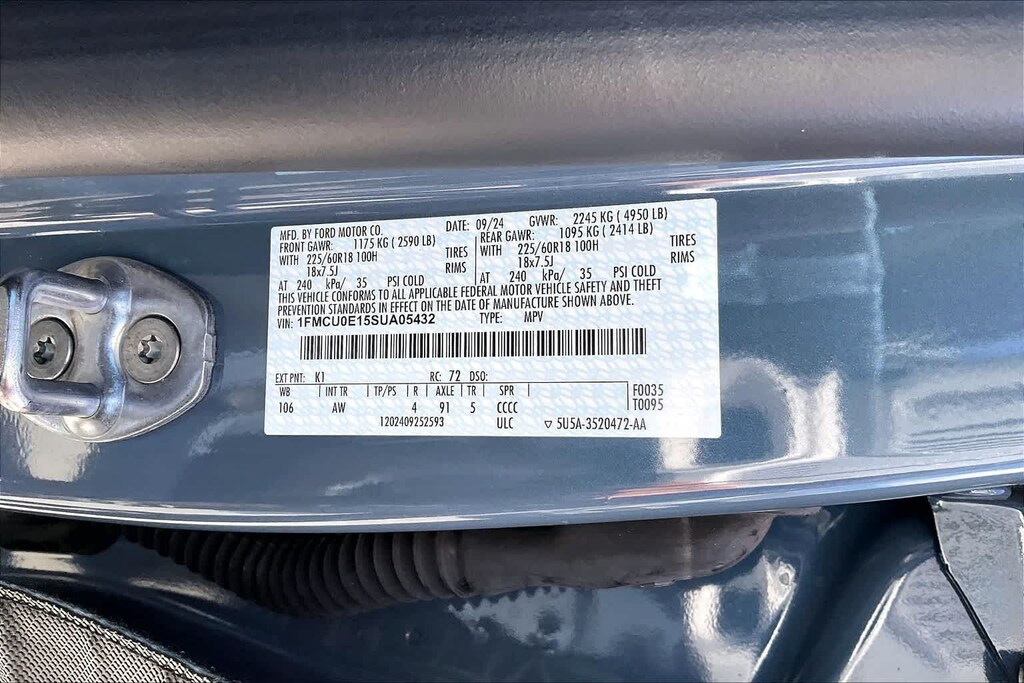 MFD. BY FORD MOTOR CO. DATE: 09/24 GVWR: 2245 KG ( 4950 LB)
FRONT GAWR: 1175 KG ( 2590 LB) REAR GAWR: 1095 KG ( 2414 LB)
WITH 225/60R18 100H TIRES WITH 225/60R18 100H TIRES
18x7.5J RIMS 18x7.5J RIMS
AT 240 kPa/ 35 PSI COLD AT 240 kPa/ 35 PSI COLD
THIS VEHICLE CONFORMS TO ALL APPLICABLE FEDERAL MOTOR VEHICLE SAFETY AND THEFT
PREVENTION STANDARDS IN EFFECT ON THE DATE OF MANUFACTURE SHOWN ABOVE.
VIN: 1FMCU0E15SUA05432 TYPE: MPV
EXT PNT: K1 RC: 72 DSO:
WB INT TR TP/PS R AXLE TR SPR F0035
106 AW 4 91 5 CCCC T0095
1202409252593 ULC ▽ 5U5A-3520472-AA